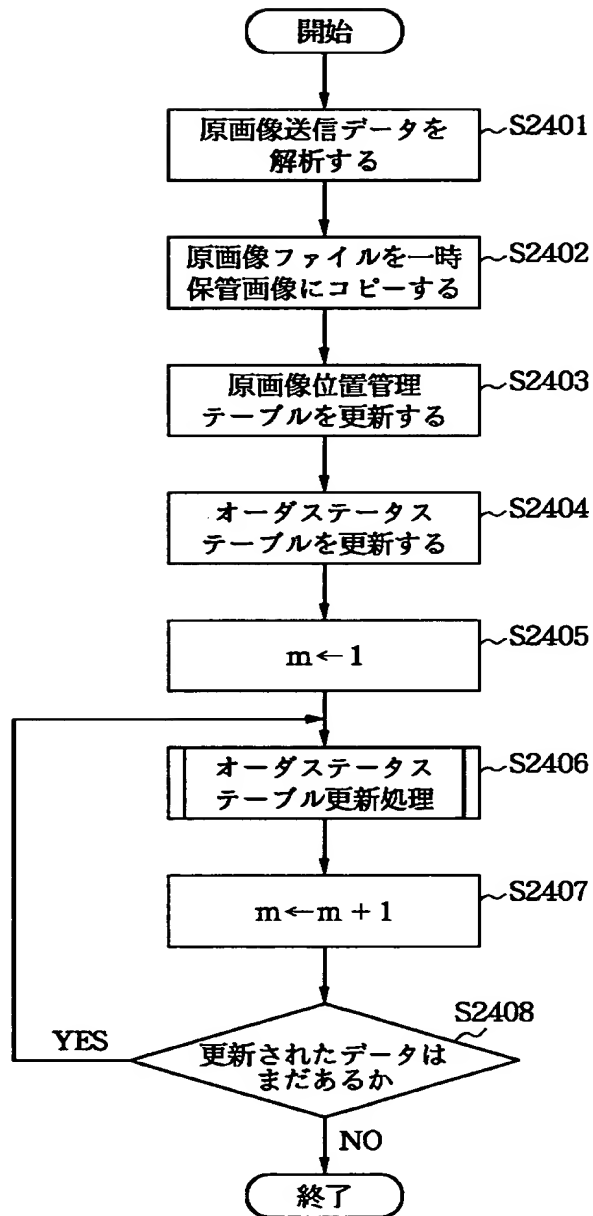 開始
原画像送信データを
解析する
S2401
原画像ファイルを一時
保管画像にコピーする
S2402
原画像位置管理
テーブルを更新する
S2403
オーダステータス
テーブルを更新する
S2404
m←1
S2405
オーダステータス
テーブル更新処理
S2406
m←m+1
S2407
更新されたデータは
まだあるか
S2408
YES
NO
終了